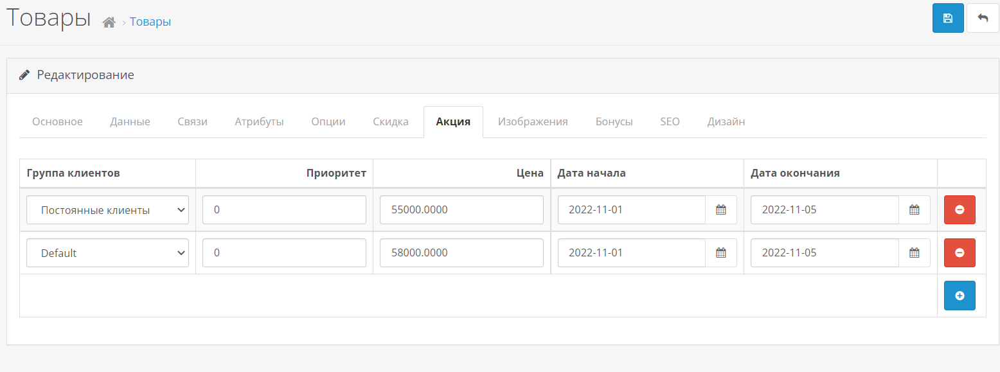 Товары › Товары
Редактирование
Основное Данные Связи Атрибуты Опции Скидка Акция Изображения Бонусы SEO Дизайн
Группа клиентов Приоритет Цена Дата начала Дата окончания
Постоянные клиенты 0 55000.0000 2022-11-01 2022-11-05
Default 0 58000.0000 2022-11-01 2022-11-05